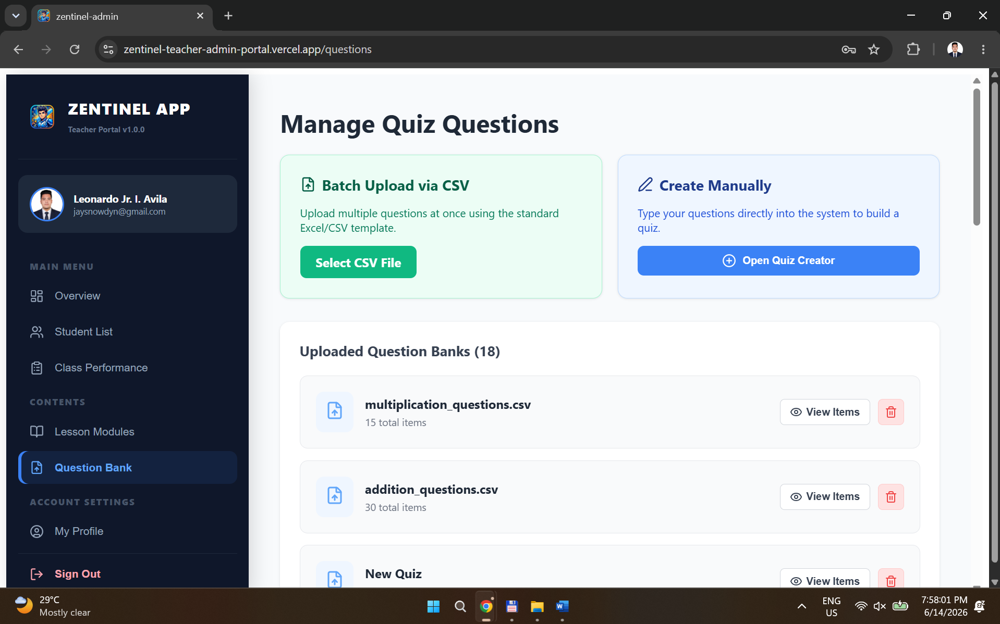 zentinel-admin
zentinel-teacher-admin-portal.vercel.app/questions
ZENTINEL APP
Teacher Portal v1.0.0
Leonardo Jr. I. Avila
jaysnowdyn@gmail.com
MAIN MENU
Overview
Student List
Class Performance
CONTENTS
Lesson Modules
Question Bank
ACCOUNT SETTINGS
My Profile
Sign Out
Manage Quiz Questions
Batch Upload via CSV
Upload multiple questions at once using the standard
Excel/CSV template.
Select CSV File
Create Manually
Type your questions directly into the system to build a
quiz.
Open Quiz Creator
Uploaded Question Banks (18)
multiplication_questions.csv
15 total items
View Items
addition_questions.csv
30 total items
View Items
New Quiz
View Items
29°C
Mostly clear
ENG
US
7:58:01 PM
6/14/2026